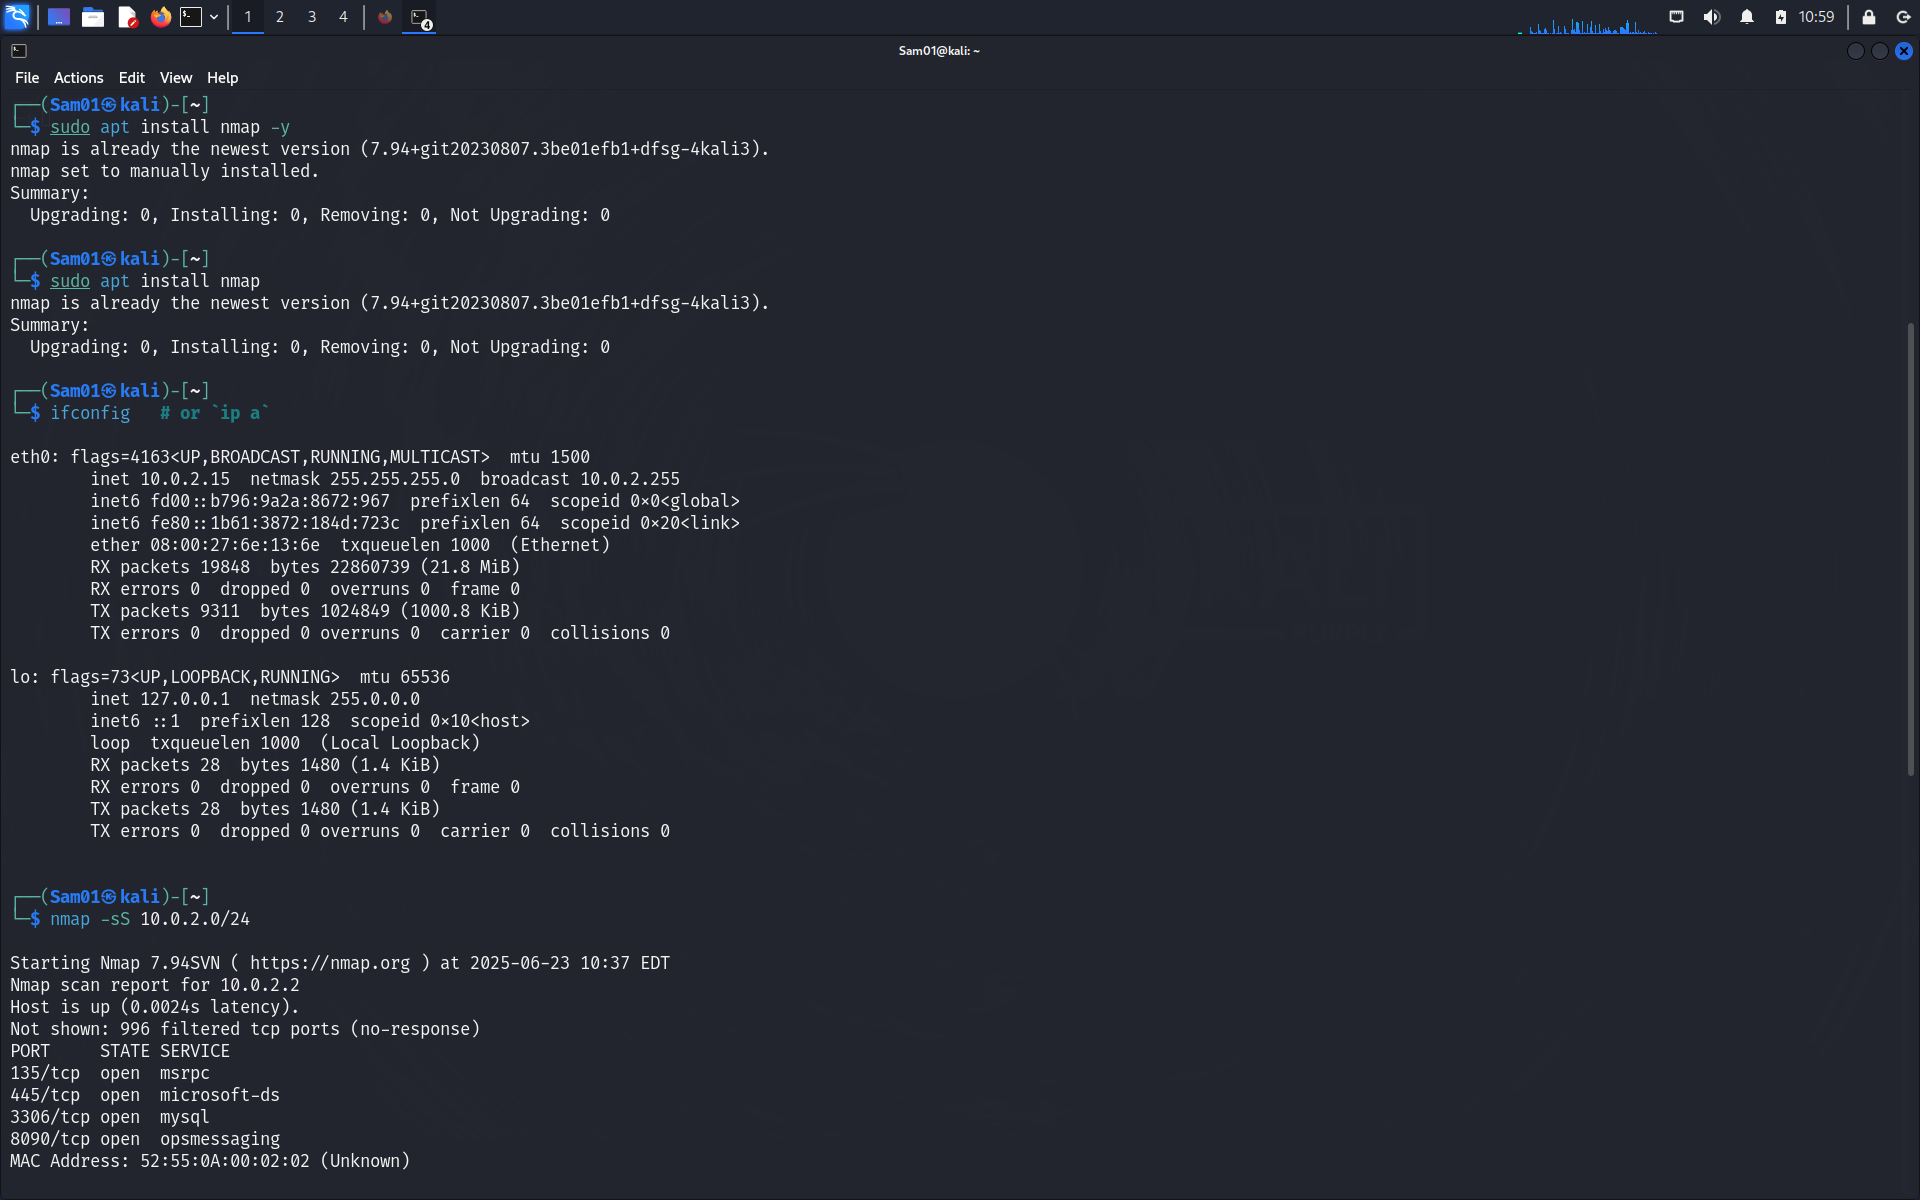 1 2 3 4 4 10:59
Sam01@kali: ~
File Actions Edit View Help
┌──(Sam01㉿kali)-[~]
└─$ sudo apt install nmap -y
nmap is already the newest version (7.94+git20230807.3be01efb1+dfsg-4kali3).
nmap set to manually installed.
Summary:
  Upgrading: 0, Installing: 0, Removing: 0, Not Upgrading: 0
┌──(Sam01㉿kali)-[~]
└─$ sudo apt install nmap
nmap is already the newest version (7.94+git20230807.3be01efb1+dfsg-4kali3).
Summary:
  Upgrading: 0, Installing: 0, Removing: 0, Not Upgrading: 0
┌──(Sam01㉿kali)-[~]
└─$ ifconfig   # or `ip a`
eth0: flags=4163<UP,BROADCAST,RUNNING,MULTICAST>  mtu 1500
        inet 10.0.2.15  netmask 255.255.255.0  broadcast 10.0.2.255
        inet6 fd00::b796:9a2a:8672:967  prefixlen 64  scopeid 0x0<global>
        inet6 fe80::1b61:3872:184d:723c  prefixlen 64  scopeid 0x20<link>
        ether 08:00:27:6e:13:6e  txqueuelen 1000  (Ethernet)
        RX packets 19848  bytes 22860739 (21.8 MiB)
        RX errors 0  dropped 0  overruns 0  frame 0
        TX packets 9311  bytes 1024849 (1000.8 KiB)
        TX errors 0  dropped 0 overruns 0  carrier 0  collisions 0
lo: flags=73<UP,LOOPBACK,RUNNING>  mtu 65536
        inet 127.0.0.1  netmask 255.0.0.0
        inet6 ::1  prefixlen 128  scopeid 0x10<host>
        loop  txqueuelen 1000  (Local Loopback)
        RX packets 28  bytes 1480 (1.4 KiB)
        RX errors 0  dropped 0  overruns 0  frame 0
        TX packets 28  bytes 1480 (1.4 KiB)
        TX errors 0  dropped 0 overruns 0  carrier 0  collisions 0
┌──(Sam01㉿kali)-[~]
└─$ nmap -sS 10.0.2.0/24
Starting Nmap 7.94SVN ( https://nmap.org ) at 2025-06-23 10:37 EDT
Nmap scan report for 10.0.2.2
Host is up (0.0024s latency).
Not shown: 996 filtered tcp ports (no-response)
PORT     STATE SERVICE
135/tcp  open  msrpc
445/tcp  open  microsoft-ds
3306/tcp open  mysql
8090/tcp open  opsmessaging
MAC Address: 52:55:0A:00:02:02 (Unknown)